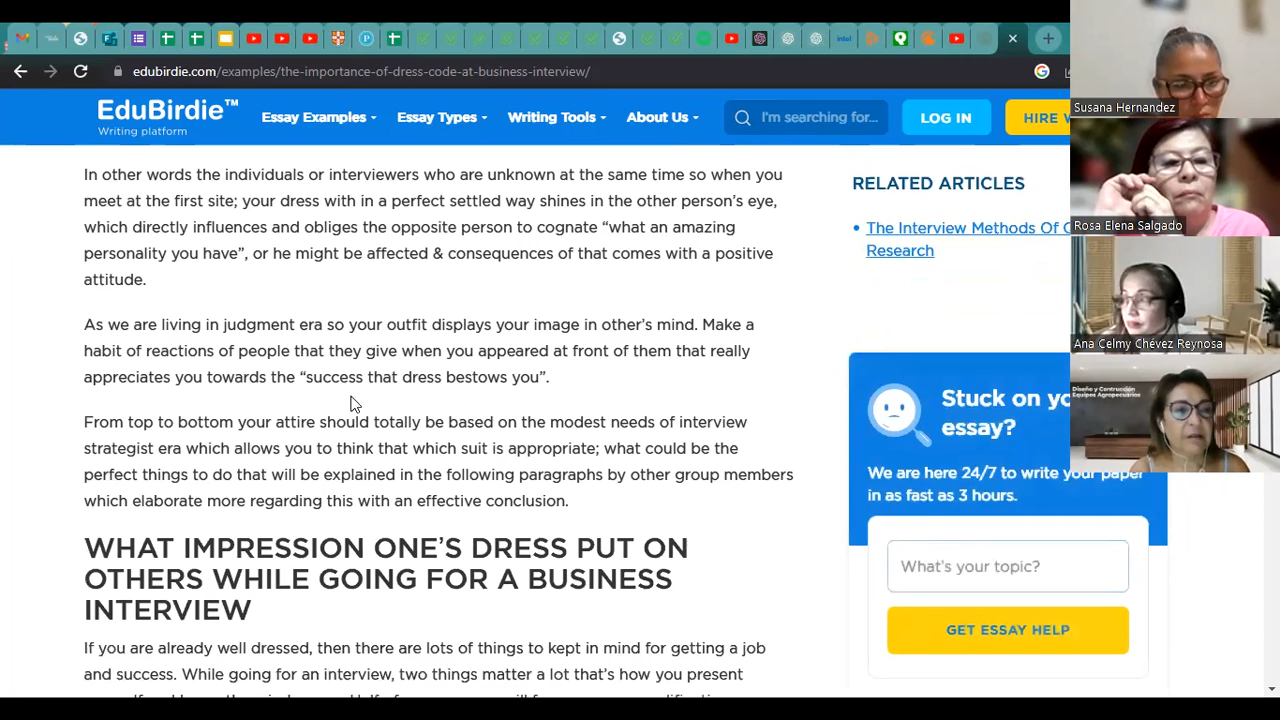 edubirdie.com/examples/the-importance-of-dress-code-at-business-interview/
EduBirdie™
Writing platform
Essay Examples
Essay Types
Writing Tools
About Us
I'm searching for...
LOG IN
HIRE
In other words the individuals or interviewers who are unknown at the same time so when you
meet at the first site; your dress with in a perfect settled way shines in the other person's eye,
which directly influences and obliges the opposite person to cognate “what an amazing
personality you have”, or he might be affected & consequences of that comes with a positive
attitude.
As we are living in judgment era so your outfit displays your image in other's mind. Make a
habit of reactions of people that they give when you appeared at front of them that really
appreciates you towards the “success that dress bestows you”.
From top to bottom your attire should totally be based on the modest needs of interview
strategist era which allows you to think that which suit is appropriate; what could be the
perfect things to do that will be explained in the following paragraphs by other group members
which elaborate more regarding this with an effective conclusion.
WHAT IMPRESSION ONE'S DRESS PUT ON
OTHERS WHILE GOING FOR A BUSINESS
INTERVIEW
If you are already well dressed, then there are lots of things to kept in mind for getting a job
and success. While going for an interview, two things matter a lot that's how you present
RELATED ARTICLES
The Interview Methods Of
Research
Stuck on
essay?
We are here 24/7 to write your paper
in as fast as 3 hours.
What's your topic?
GET ESSAY HELP
Susana Hernandez
Rosa Elena Salgado
Ana Celmy Chévez Reynosa
Diseño y Contrucción
Equipos Agropecuarios